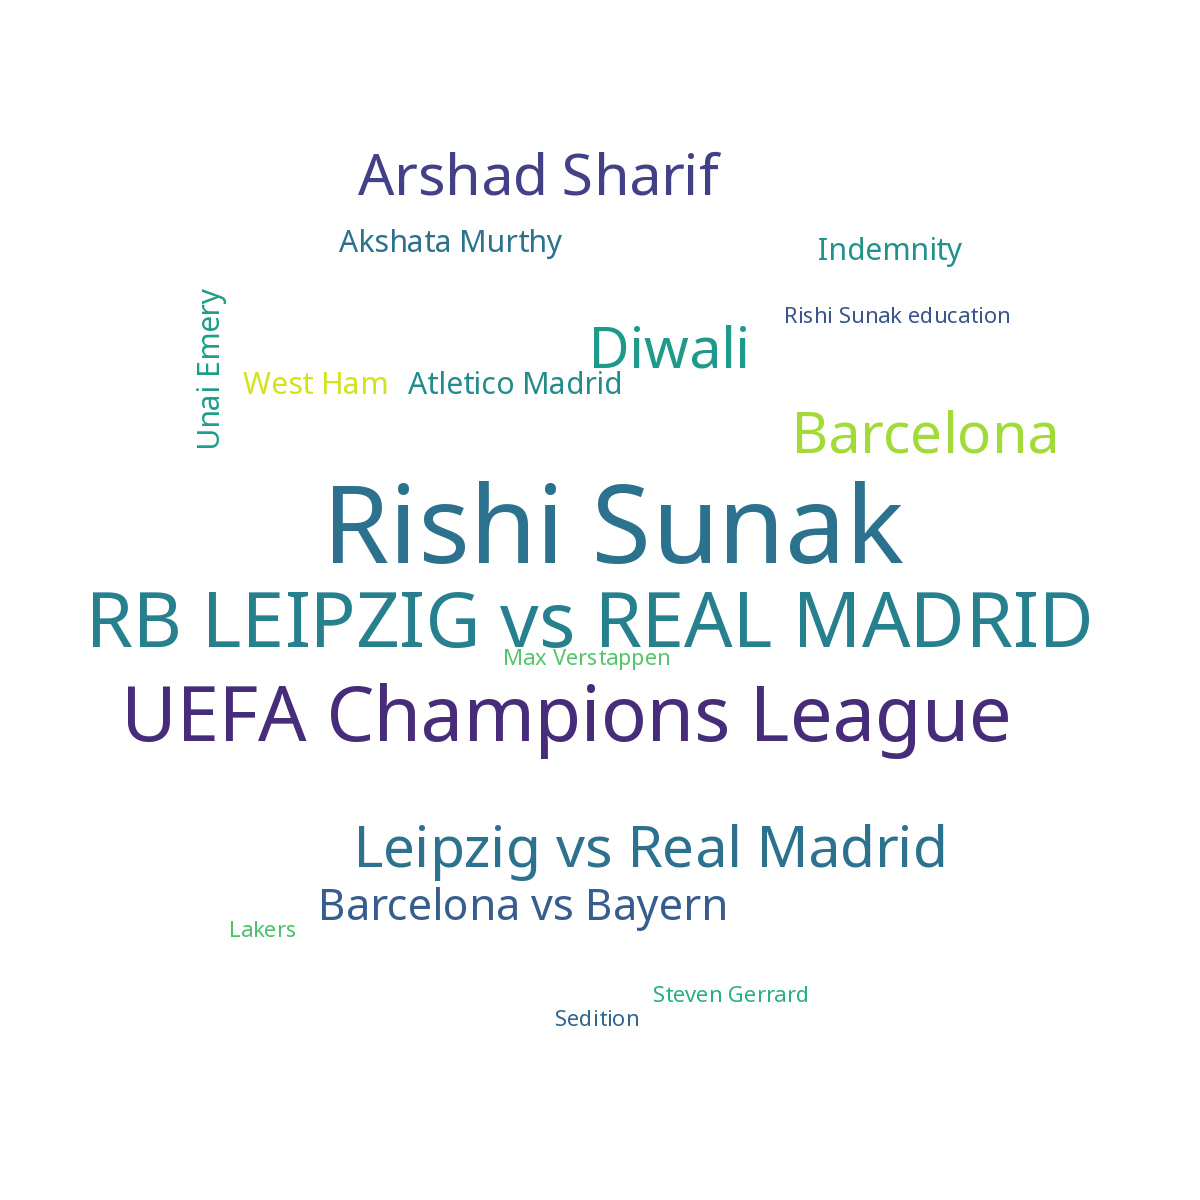 Arshad Sharif
Akshata Murthy
Indemnity
Unai Emery
Rishi Sunak education
Diwali
West Ham
Atletico Madrid
Barcelona
Rishi Sunak
RB LEIPZIG vs REAL MADRID
Max Verstappen
UEFA Champions League
Leipzig vs Real Madrid
Barcelona vs Bayern
Lakers
Steven Gerrard
Sedition